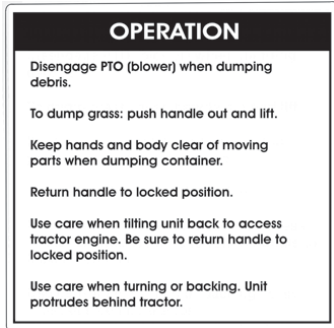 OPERATION
Disengage PTO (blower) when dumping
debris.
To dump grass: push handle out and lift.
Keep hands and body clear of moving
parts when dumping container.
Return handle to locked position.
Use care when tilting unit back to access
tractor engine. Be sure to return handle to
locked position.
Use care when turning or backing. Unit
protrudes behind tractor.